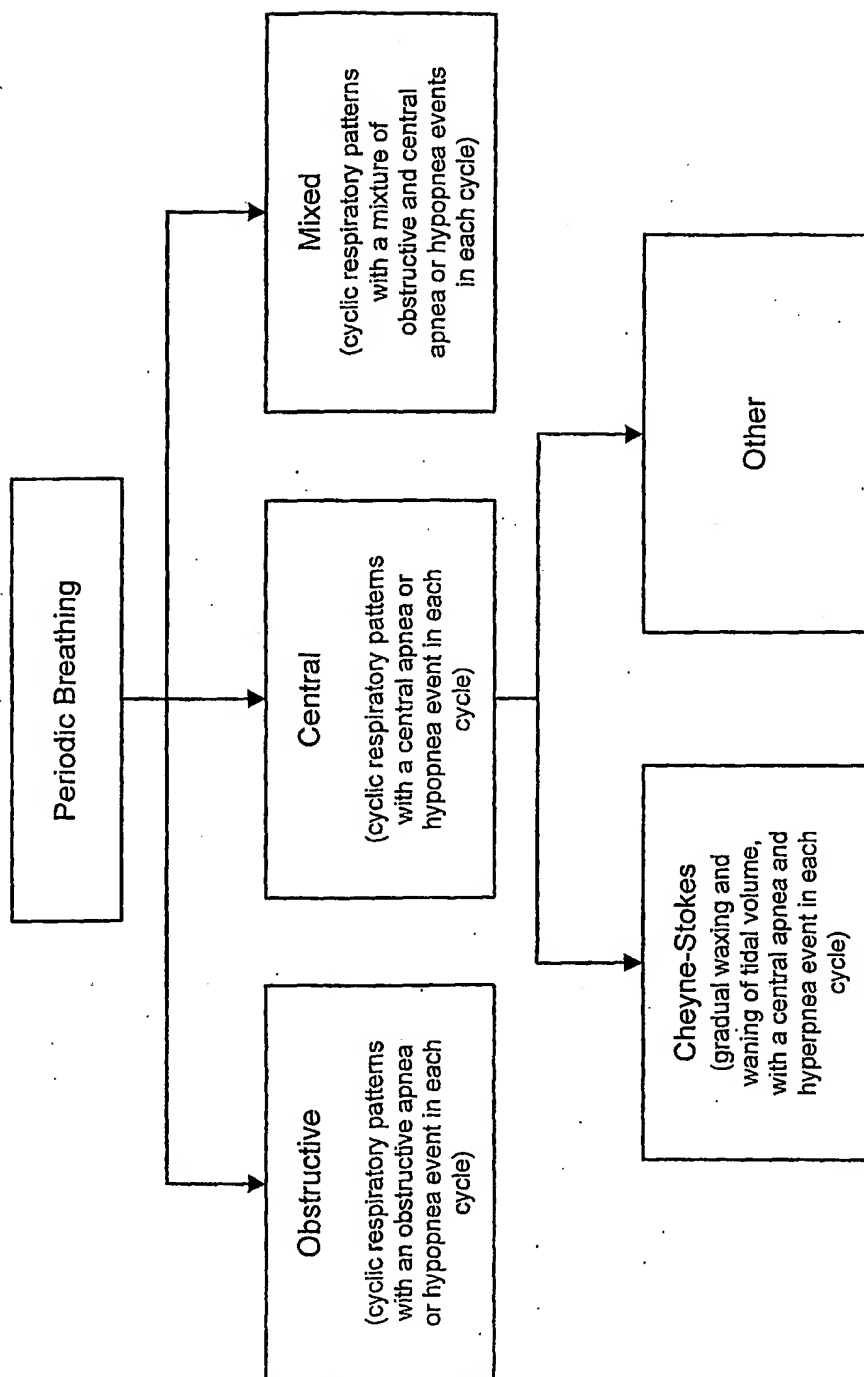 Periodic Breathing
Obstructive
(cyclic respiratory patterns
with an obstructive apnea
or hypopnea event in each
cycle)
Central
(cyclic respiratory patterns
with a central apnea or
hypopnea event in each
cycle)
Mixed
(cyclic respiratory patterns
with a mixture of
obstructive and central
apnea or hypopnea events
in each cycle)
Cheyne-Stokes
(gradual waxing and
waning of tidal volume,
with a central apnea and
hyperpnea event in each
cycle)
Other